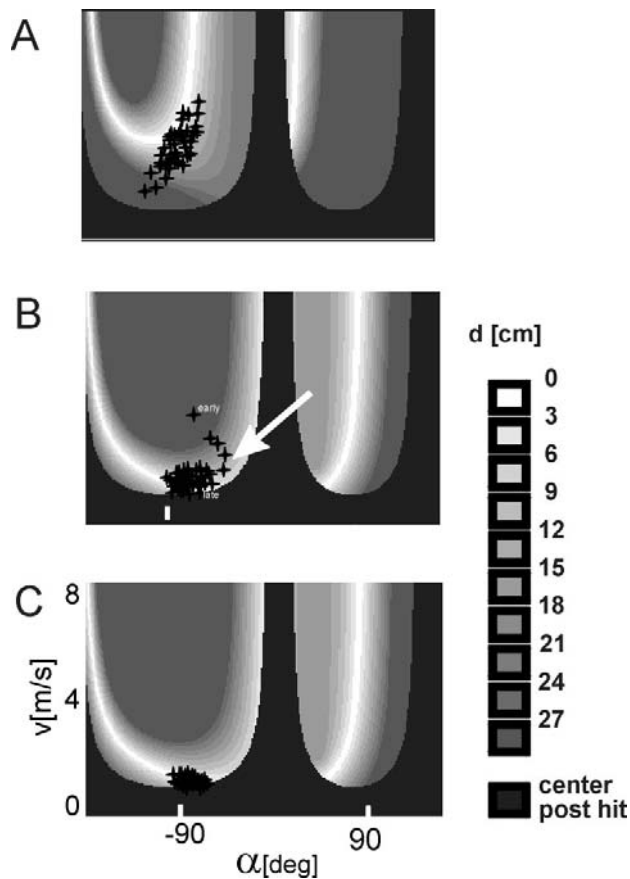 A
B
early
late
C
8
4
0
v[m/s]
-90
90
α[deg]
d [cm]
0
3
6
9
12
15
18
21
24
27
center
post hit